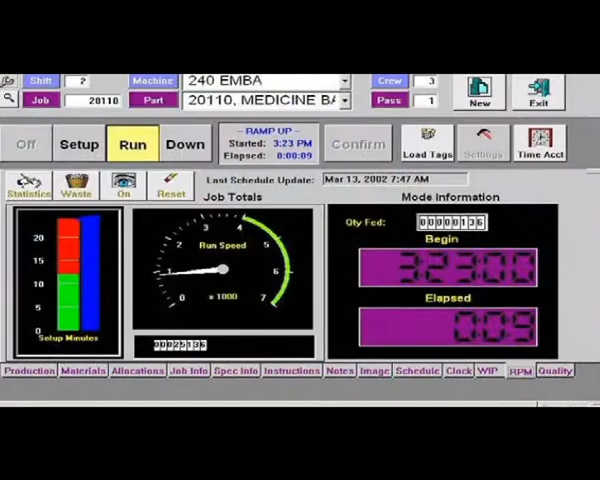 Shift 2 Machine 240 EMBA Crew 3
Job 20110 Part 20110, MEDICINE BA Pass 1
New Exit
Off Setup Run Down
- RAMP UP -
Started: 3:23 PM
Elapsed: 0:00:09
Confirm Load Tags Settings Time Acct
Statistics Waste On Reset
Last Schedule Update: Mar 13, 2002 7:47 AM
Job Totals Mode Information
20
15
10
5
0
Setup Minutes
Run Speed
0 1 2 3 4 5 6 7
x 1000
00025136
Qty Fed: 00000136
Begin
3:23:00
Elapsed
0:09
Production Materials Allocations Job Info Spec Info Instructions Notes Image Schedule Clock WIP RPM Quality